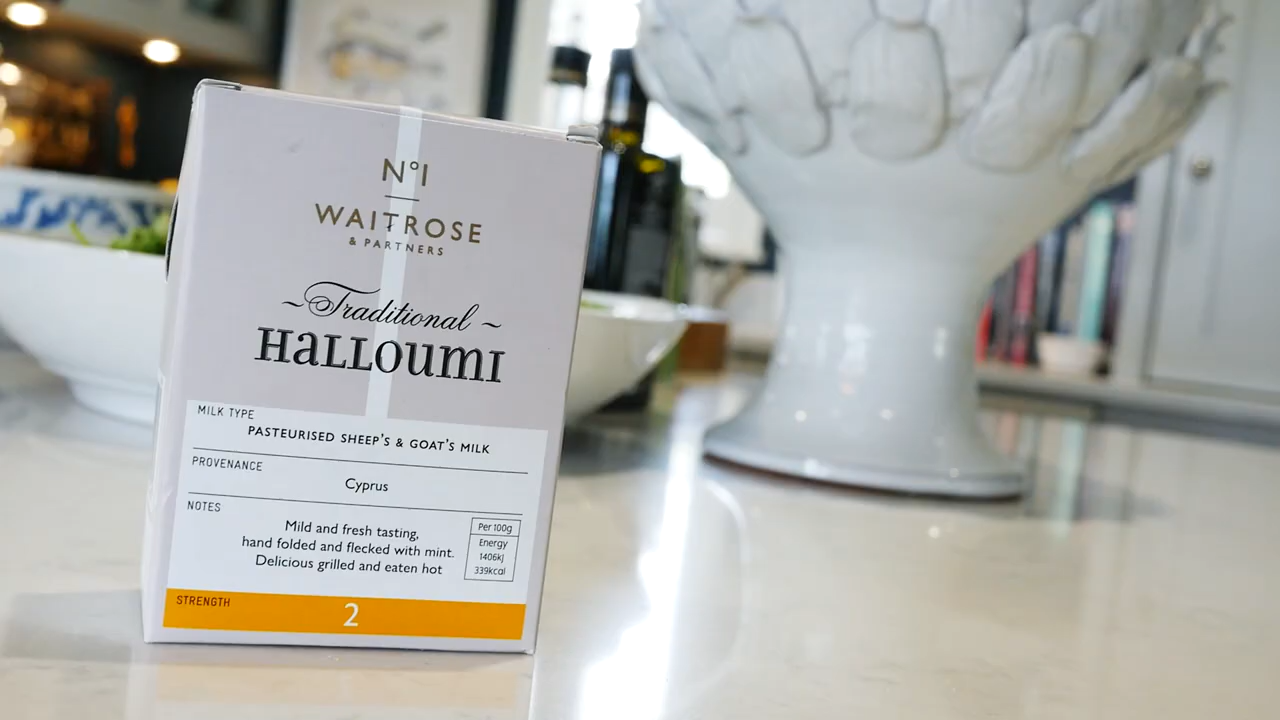 Nº1
WAITROSE
& PARTNERS
~Traditional~
HALLOUMI
MILK TYPE
PASTEURISED SHEEP'S & GOAT'S MILK
PROVENANCE
Cyprus
NOTES
Mild and fresh tasting,
hand folded and flecked with mint.
Delicious grilled and eaten hot
Per 100g
Energy
1406kJ
339kcal
STRENGTH
2